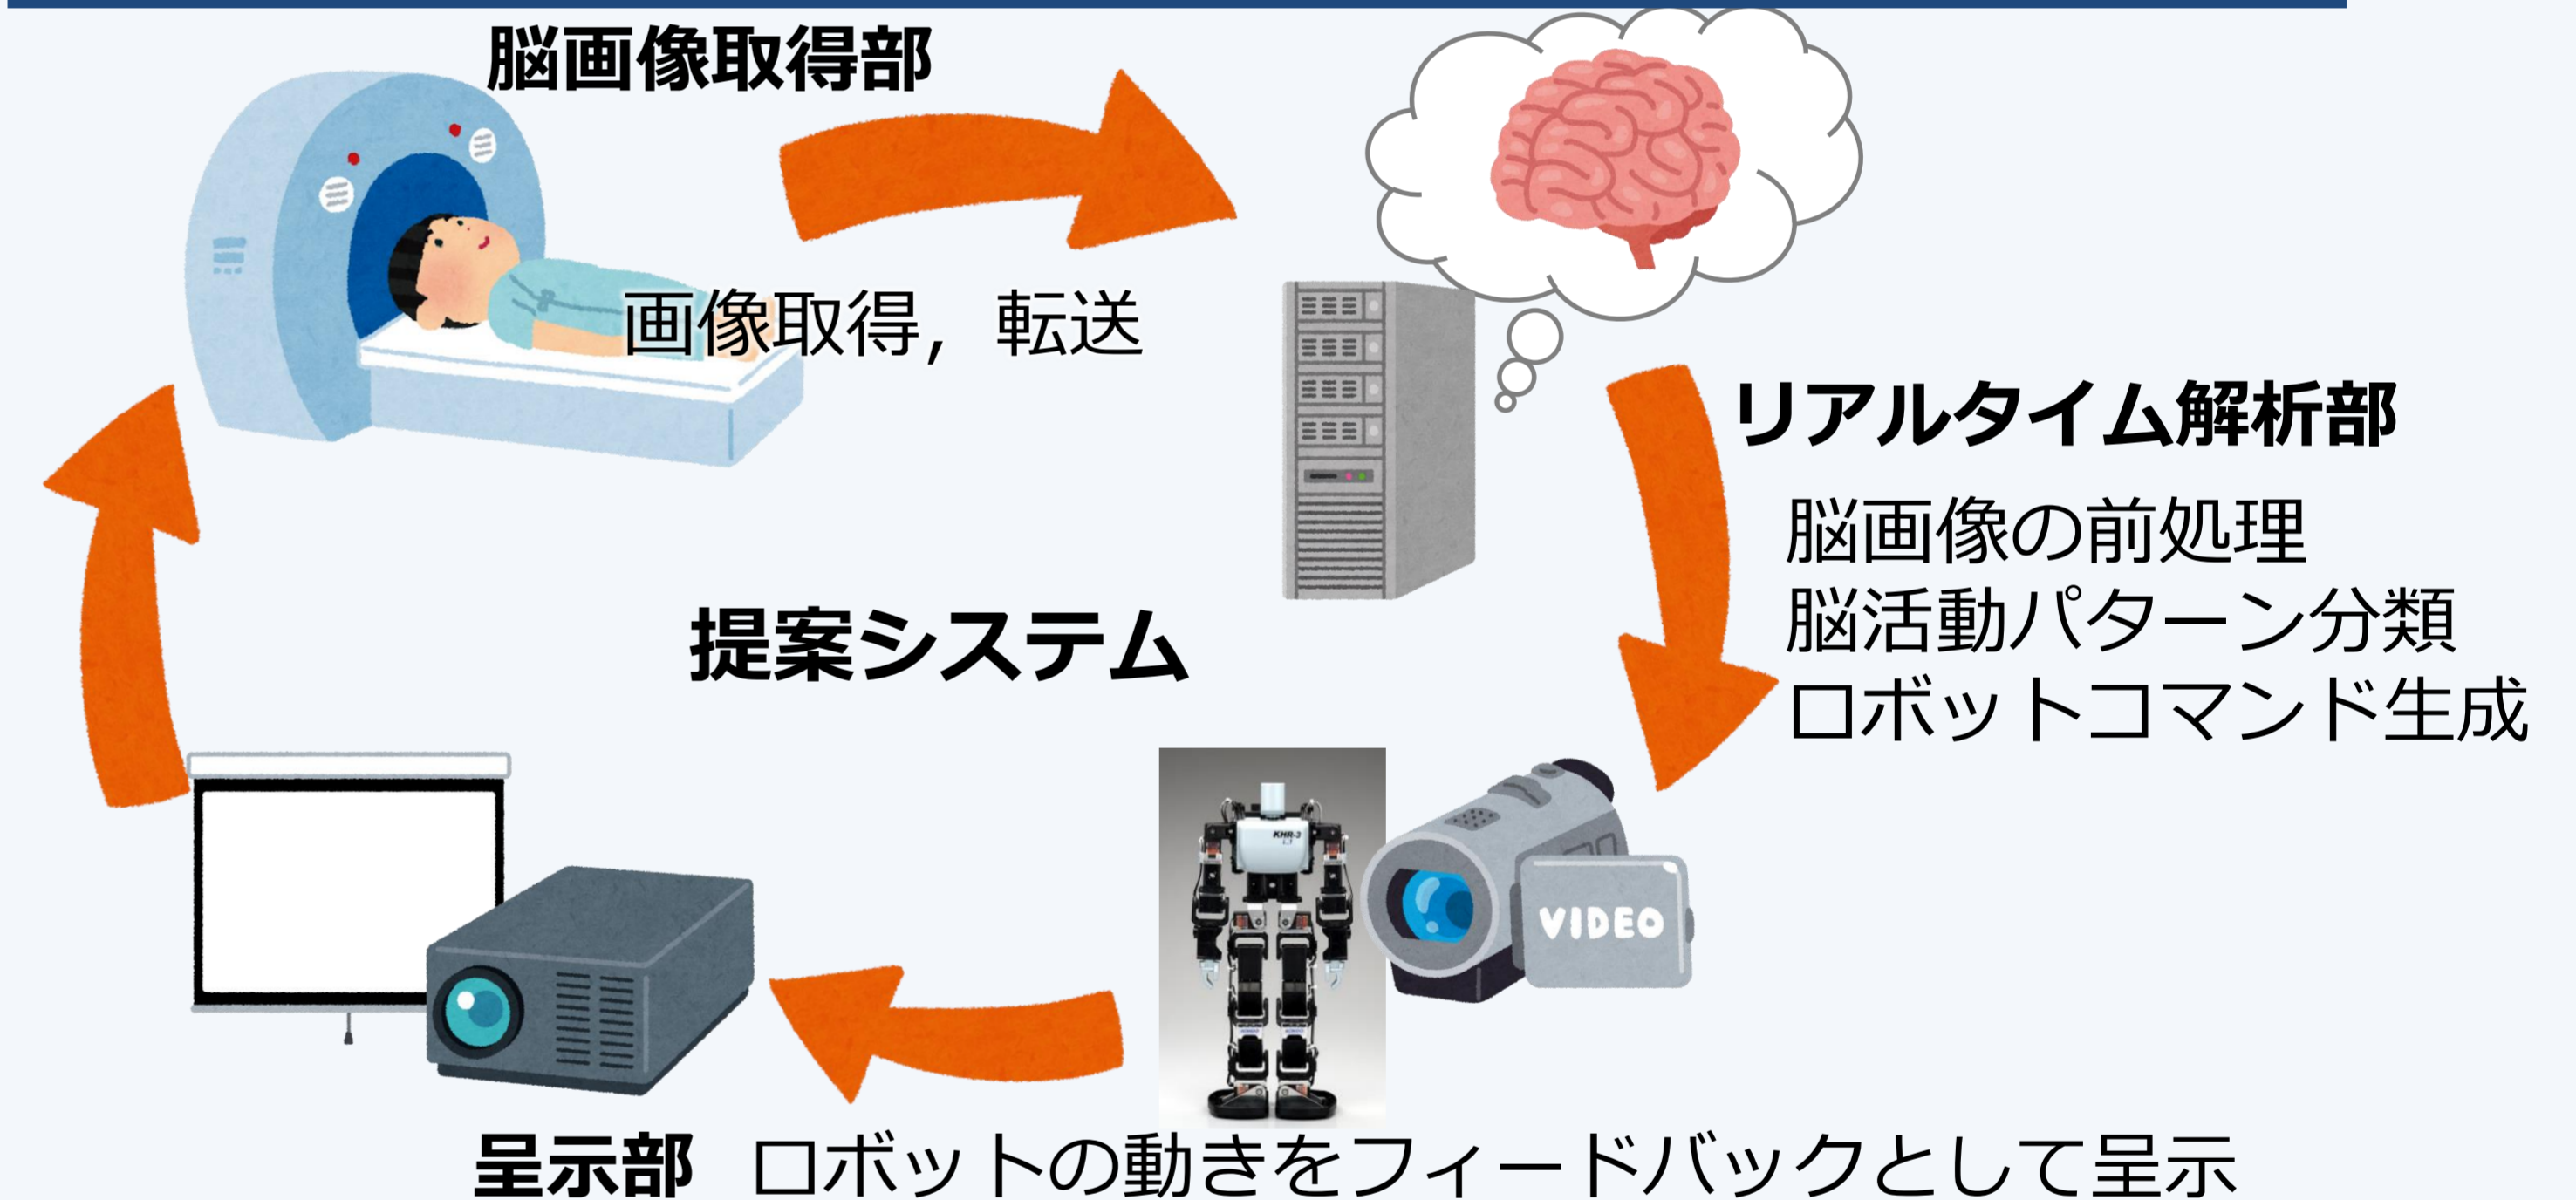 脳画像取得部
画像取得，転送
リアルタイム解析部
脳画像の前処理
脳活動パターン分類
ロボットコマンド生成
提案システム
KHR-3
VIDEO
呈示部 ロボットの動きをフィードバックとして呈示